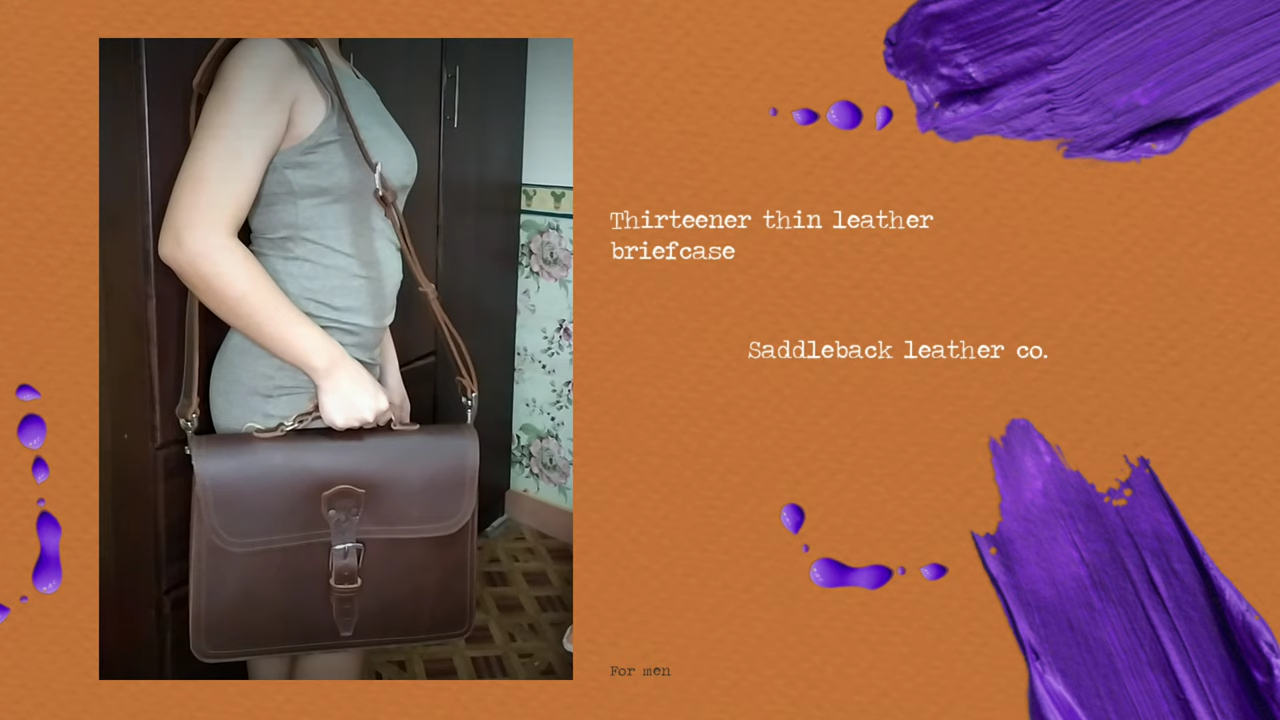 Thirteener thin leather
briefcase
Saddleback leather co.
For men